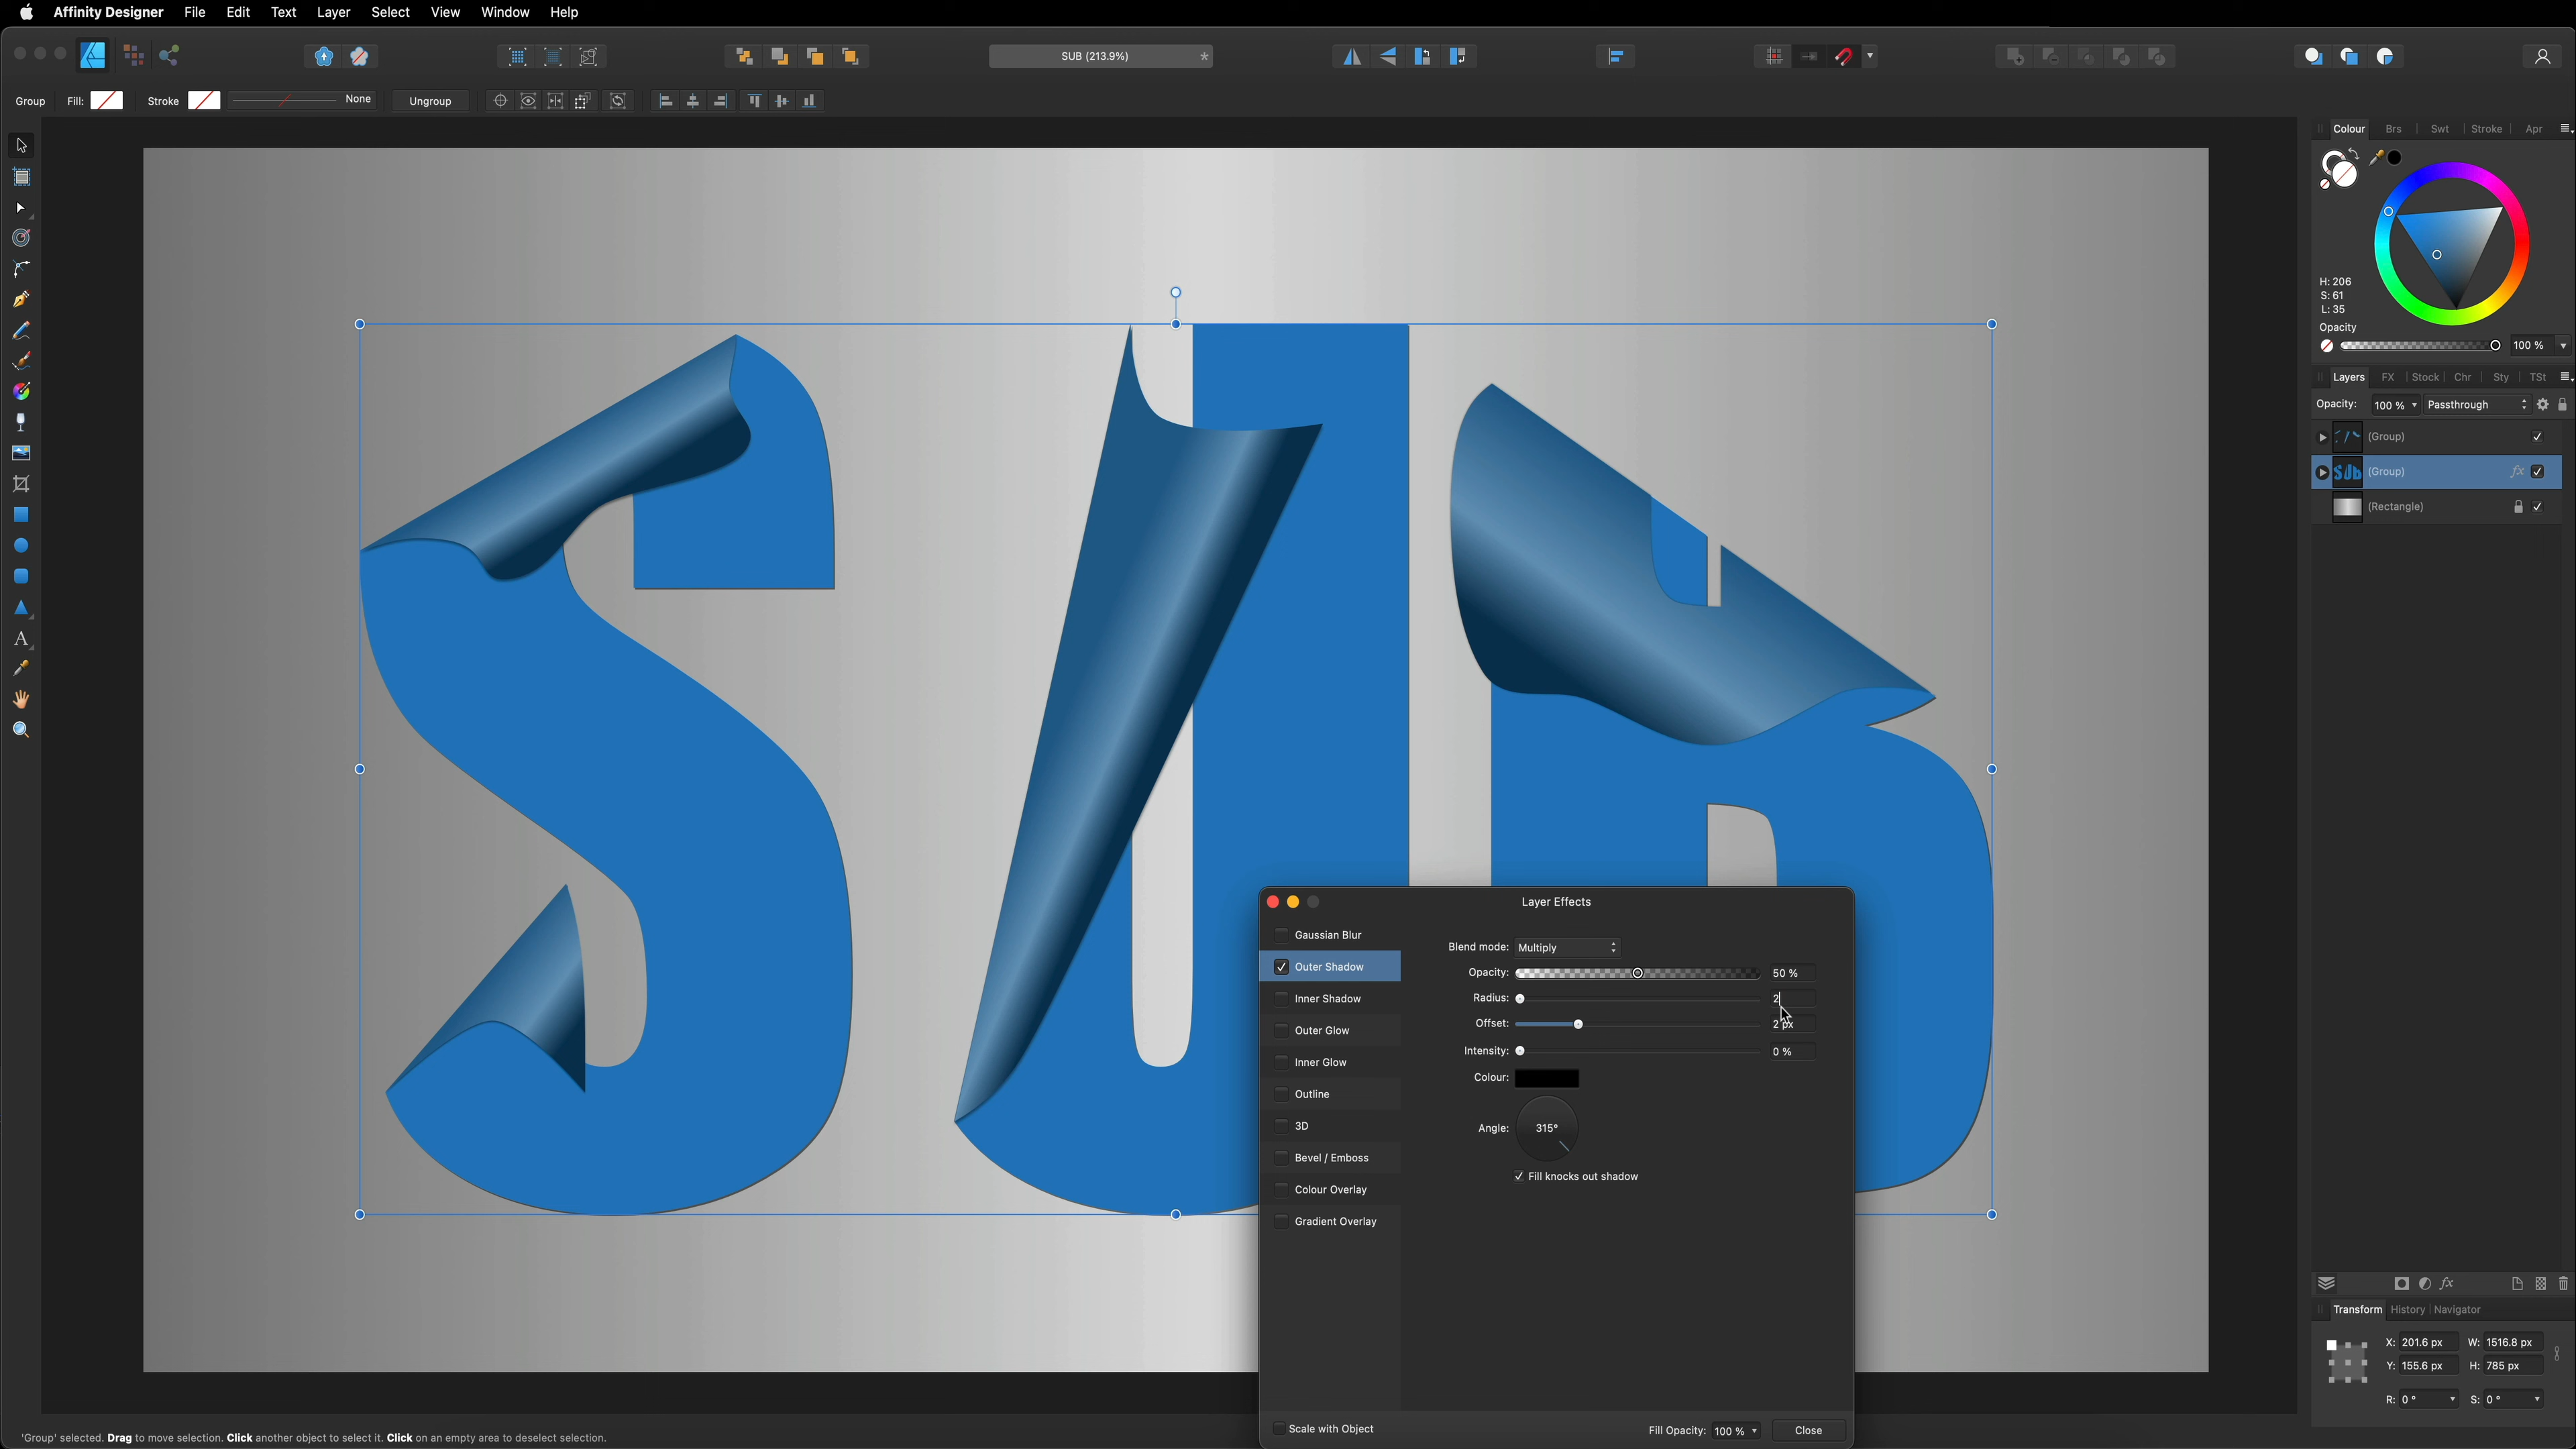 Affinity Designer File Edit Text Layer Select View Window Help
SUB (213.9%) *
Group Fill: Stroke None Ungroup
Colour Brs Swt Stroke Apr
H: 206
S: 61
L: 35
Opacity
100 %
Layers FX Stock Chr Sty TSt
Opacity: 100 % Passthrough
(Group)
(Group) fx
(Rectangle)
SUb
Layer Effects
Gaussian Blur
Outer Shadow
Inner Shadow
Outer Glow
Inner Glow
Outline
3D
Bevel / Emboss
Colour Overlay
Gradient Overlay
Blend mode: Multiply
Opacity: 50 %
Radius: 2
Offset: 2 px
Intensity: 0 %
Colour:
Angle: 315°
Fill knocks out shadow
Scale with Object Fill Opacity: 100 % Close
fx
Transform History Navigator
X: 201.6 px W: 1516.8 px
Y: 155.6 px H: 785 px
R: 0 ° S: 0 °
'Group' selected. Drag to move selection. Click another object to select it. Click on an empty area to deselect selection.